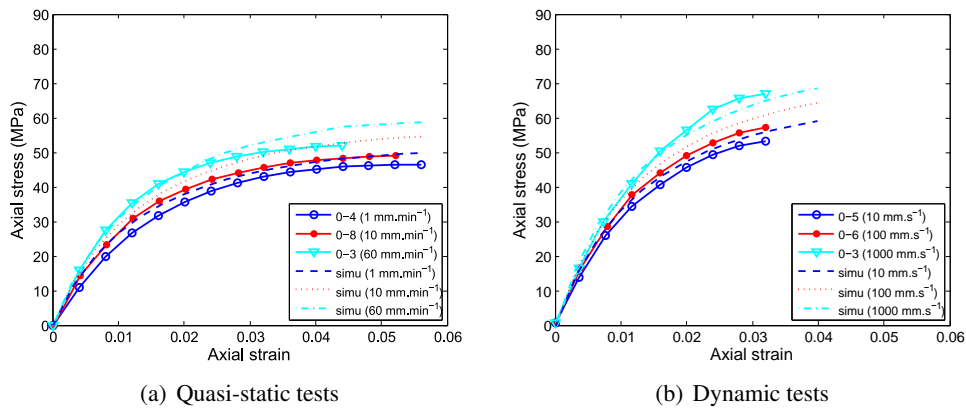 90
80
70
60
50
40
30
20
10
0
Axial stress (MPa)
0 0.01 0.02 0.03 0.04 0.05 0.06
Axial strain
0−4 (1 mm.min⁻¹)
0−8 (10 mm.min⁻¹)
0−3 (60 mm.min⁻¹)
simu (1 mm.min⁻¹)
simu (10 mm.min⁻¹)
simu (60 mm.min⁻¹)
(a) Quasi-static tests
90
80
70
60
50
40
30
20
10
0
Axial stress (MPa)
0 0.01 0.02 0.03 0.04 0.05 0.06
Axial strain
0−5 (10 mm.s⁻¹)
0−6 (100 mm.s⁻¹)
0−3 (1000 mm.s⁻¹)
simu (10 mm.s⁻¹)
simu (100 mm.s⁻¹)
simu (1000 mm.s⁻¹)
(b) Dynamic tests